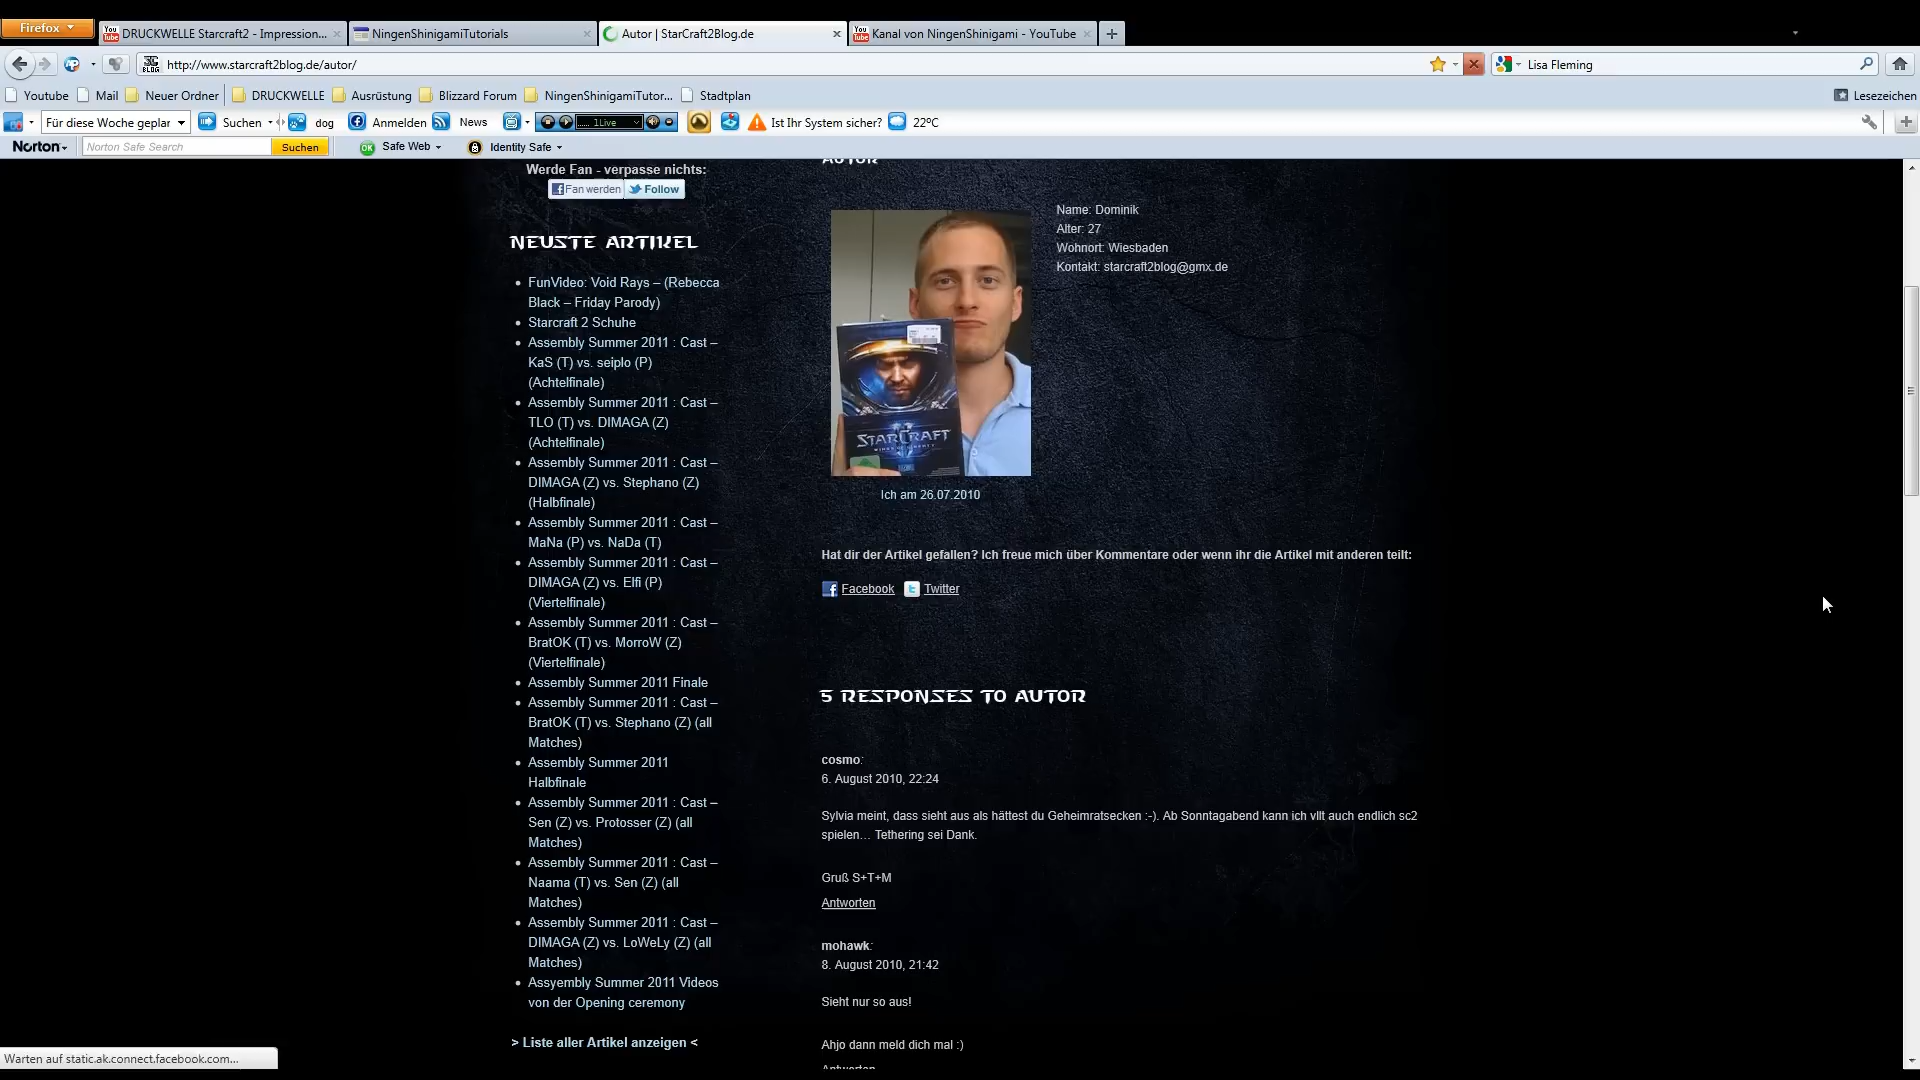 Firefox
DRUCKWELLE Starcraft2 - Impression...
NingenShinigamiTutorials
Autor | StarCraft2Blog.de
Kanal von NingenShinigami - YouTube
http://www.starcraft2blog.de/autor/
Lisa Fleming
Youtube
Mail
Neuer Ordner
DRUCKWELLE
Ausrüstung
Blizzard Forum
NingenShinigamiTutor...
Stadtplan
Lesezeichen
Für diese Woche geplar
Suchen
dog
Anmelden
News
1Live
Ist Ihr System sicher?
22ºC
Norton
Norton Safe Search
Suchen
Safe Web
Identity Safe
Werde Fan - verpasse nichts:
Fan werden
Follow
NEUSTE ARTIKEL
FunVideo: Void Rays – (Rebecca
Black – Friday Parody)
Starcraft 2 Schuhe
Assembly Summer 2011 : Cast –
KaS (T) vs. seiplo (P)
(Achtelfinale)
Assembly Summer 2011 : Cast –
TLO (T) vs. DIMAGA (Z)
(Achtelfinale)
Assembly Summer 2011 : Cast –
DIMAGA (Z) vs. Stephano (Z)
(Halbfinale)
Assembly Summer 2011 : Cast –
MaNa (P) vs. NaDa (T)
Assembly Summer 2011 : Cast –
DIMAGA (Z) vs. Elfi (P)
(Viertelfinale)
Assembly Summer 2011 : Cast –
BratOK (T) vs. MorroW (Z)
(Viertelfinale)
Assembly Summer 2011 Finale
Assembly Summer 2011 : Cast –
BratOK (T) vs. Stephano (Z) (all
Matches)
Assembly Summer 2011
Halbfinale
Assembly Summer 2011 : Cast –
Sen (Z) vs. Protosser (Z) (all
Matches)
Assembly Summer 2011 : Cast –
Naama (T) vs. Sen (Z) (all
Matches)
Assembly Summer 2011 : Cast –
DIMAGA (Z) vs. LoWeLy (Z) (all
Matches)
Assyembly Summer 2011 Videos
von der Opening ceremony
> Liste aller Artikel anzeigen <
AUTOR
Name: Dominik
Alter: 27
Wohnort: Wiesbaden
Kontakt: starcraft2blog@gmx.de
STARCRAFT
Ich am 26.07.2010
Hat dir der Artikel gefallen? Ich freue mich über Kommentare oder wenn ihr die Artikel mit anderen teilt:
Facebook
Twitter
5 RESPONSES TO AUTOR
cosmo:
6. August 2010, 22:24
Sylvia meint, dass sieht aus als hättest du Geheimratsecken :-). Ab Sonntagabend kann ich vllt auch endlich sc2
spielen… Tethering sei Dank.
Gruß S+T+M
Antworten
mohawk:
8. August 2010, 21:42
Sieht nur so aus!
Ahjo dann meld dich mal :)
Antworten
Warten auf static.ak.connect.facebook.com...